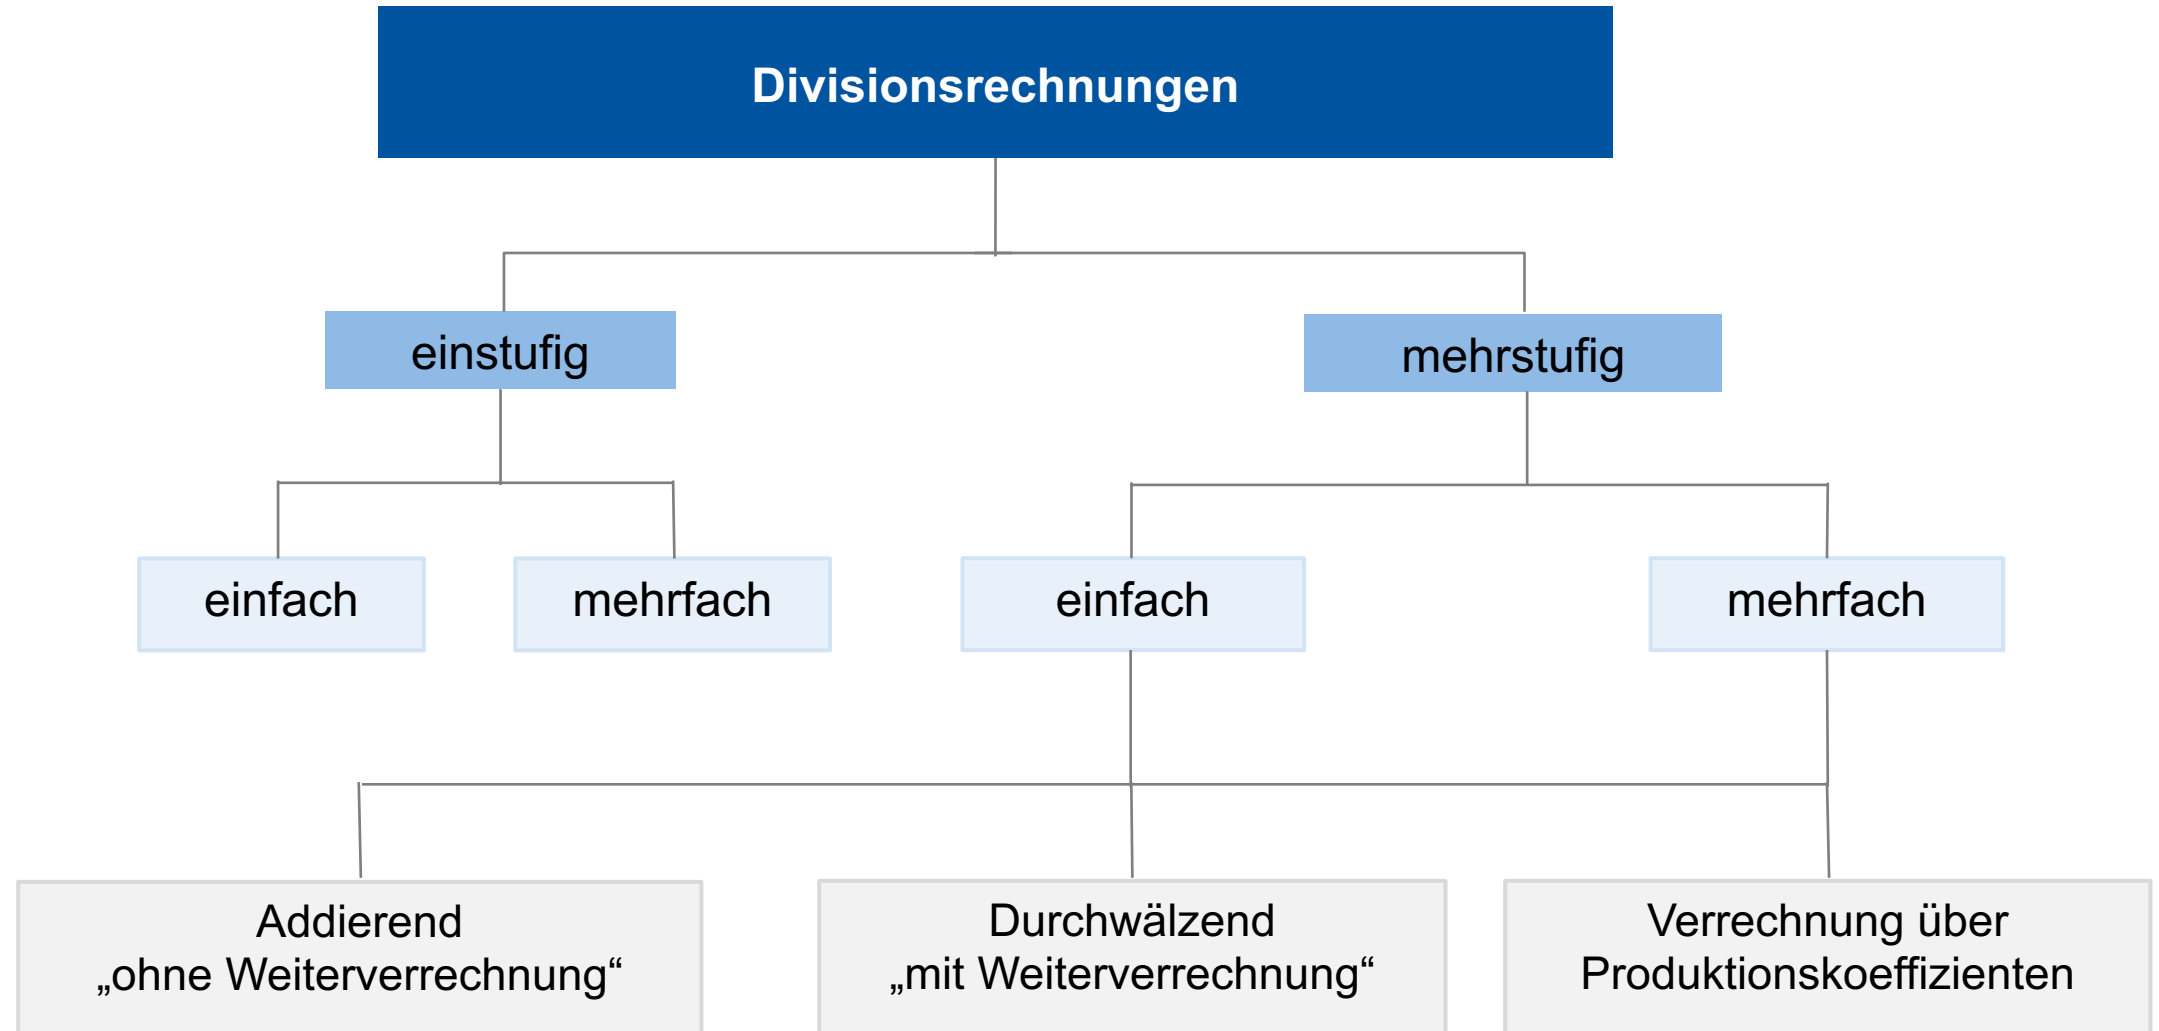 Divisionsrechnungen
einstufig
mehrstufig
einfach
mehrfach
einfach
mehrfach
Addierend
„ohne Weiterverrechnung“
Durchwälzend
„mit Weiterverrechnung“
Verrechnung über
Produktionskoeffizienten